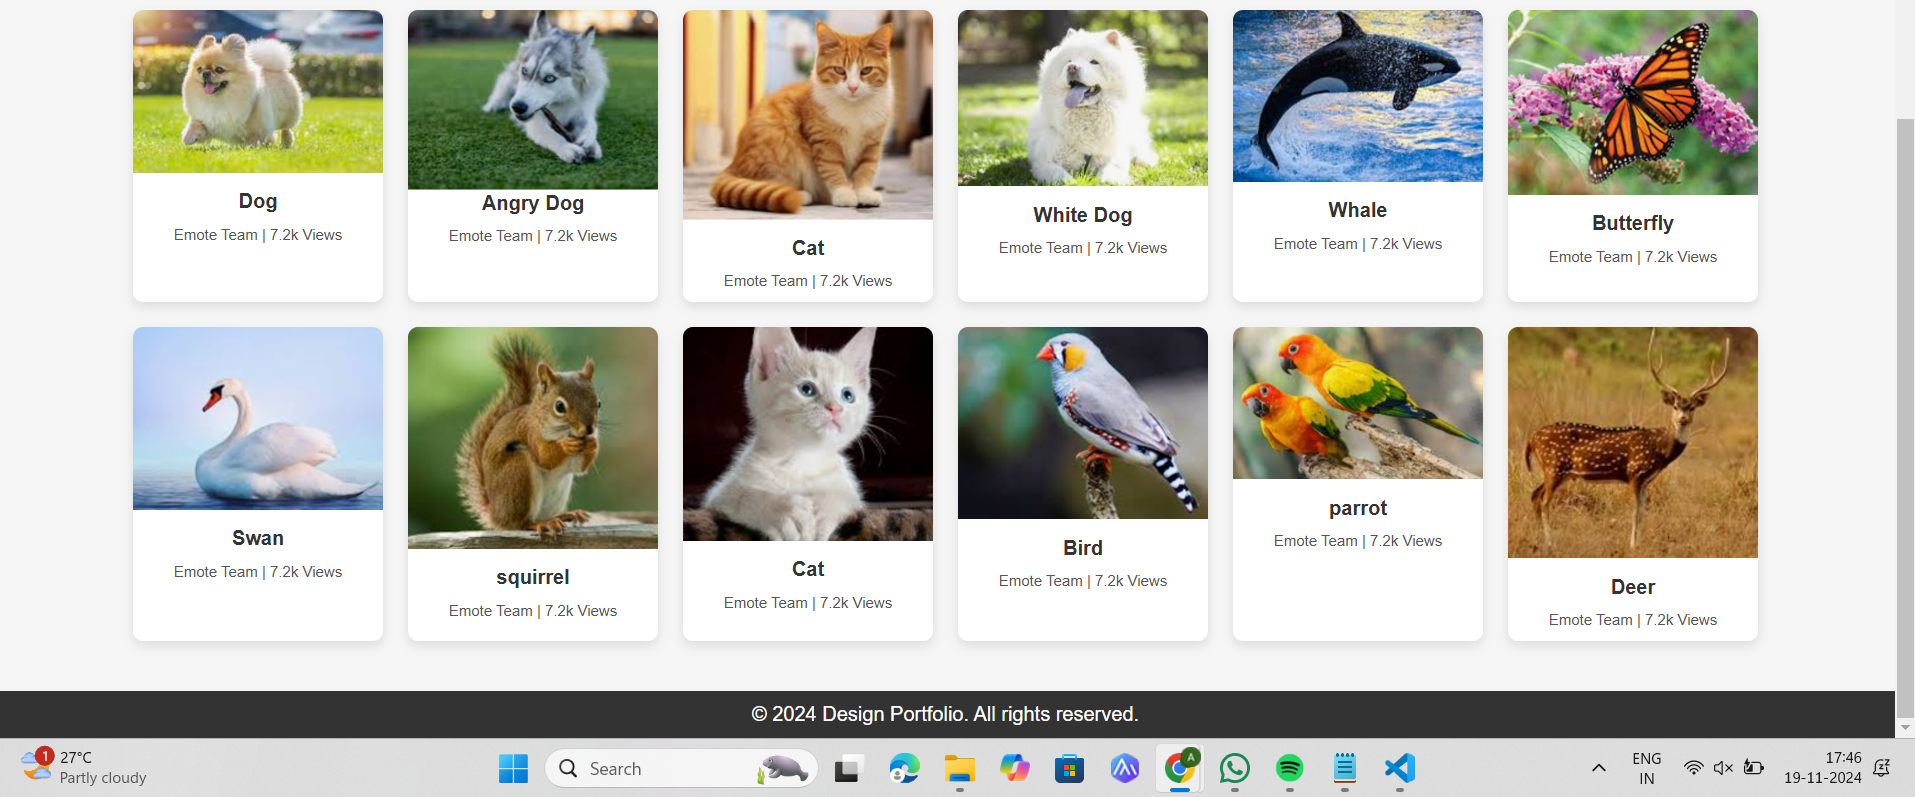 Dog
Emote Team | 7.2k Views
Angry Dog
Emote Team | 7.2k Views
Cat
Emote Team | 7.2k Views
White Dog
Emote Team | 7.2k Views
Whale
Emote Team | 7.2k Views
Butterfly
Emote Team | 7.2k Views
Swan
Emote Team | 7.2k Views
squirrel
Emote Team | 7.2k Views
Cat
Emote Team | 7.2k Views
Bird
Emote Team | 7.2k Views
parrot
Emote Team | 7.2k Views
Deer
Emote Team | 7.2k Views
© 2024 Design Portfolio. All rights reserved.
1
27°C
Partly cloudy
Search
A
ENG
IN
17:46
19-11-2024